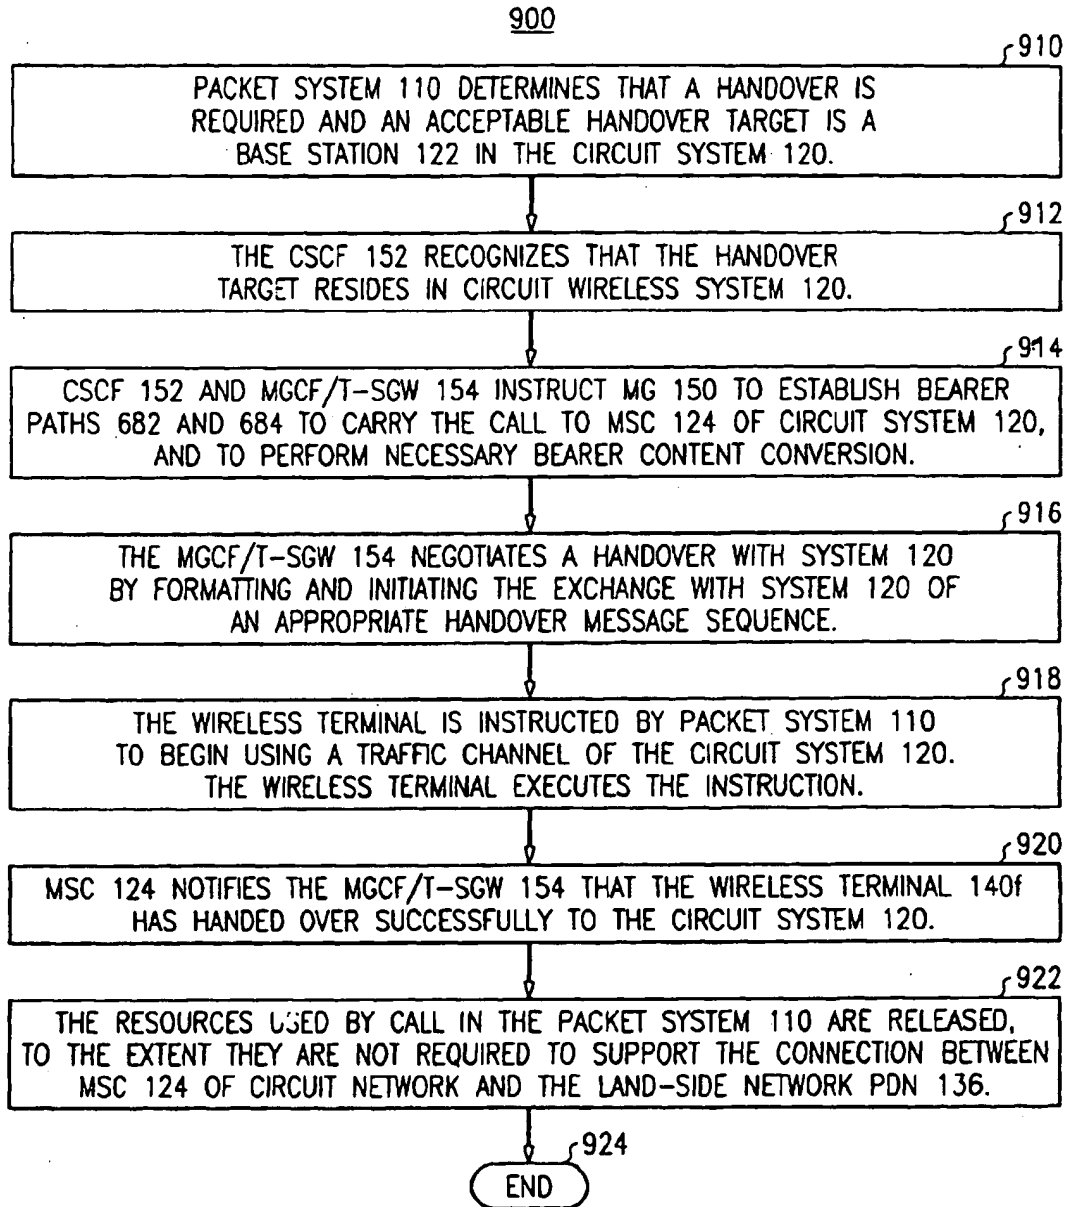 900
910
PACKET SYSTEM 110 DETERMINES THAT A HANDOVER IS
REQUIRED AND AN ACCEPTABLE HANDOVER TARGET IS A
BASE STATION 122 IN THE CIRCUIT SYSTEM 120.
912
THE CSCF 152 RECOGNIZES THAT THE HANDOVER
TARGET RESIDES IN CIRCUIT WIRELESS SYSTEM 120.
914
CSCF 152 AND MGCF/T-SGW 154 INSTRUCT MG 150 TO ESTABLISH BEARER
PATHS 682 AND 684 TO CARRY THE CALL TO MSC 124 OF CIRCUIT SYSTEM 120,
AND TO PERFORM NECESSARY BEARER CONTENT CONVERSION.
916
THE MGCF/T-SGW 154 NEGOTIATES A HANDOVER WITH SYSTEM 120
BY FORMATTING AND INITIATING THE EXCHANGE WITH SYSTEM 120 OF
AN APPROPRIATE HANDOVER MESSAGE SEQUENCE.
918
THE WIRELESS TERMINAL IS INSTRUCTED BY PACKET SYSTEM 110
TO BEGIN USING A TRAFFIC CHANNEL OF THE CIRCUIT SYSTEM 120.
THE WIRELESS TERMINAL EXECUTES THE INSTRUCTION.
920
MSC 124 NOTIFIES THE MGCF/T-SGW 154 THAT THE WIRELESS TERMINAL 140f
HAS HANDED OVER SUCCESSFULLY TO THE CIRCUIT SYSTEM 120.
922
THE RESOURCES USED BY CALL IN THE PACKET SYSTEM 110 ARE RELEASED,
TO THE EXTENT THEY ARE NOT REQUIRED TO SUPPORT THE CONNECTION BETWEEN
MSC 124 OF CIRCUIT NETWORK AND THE LAND-SIDE NETWORK PDN 136.
924
END